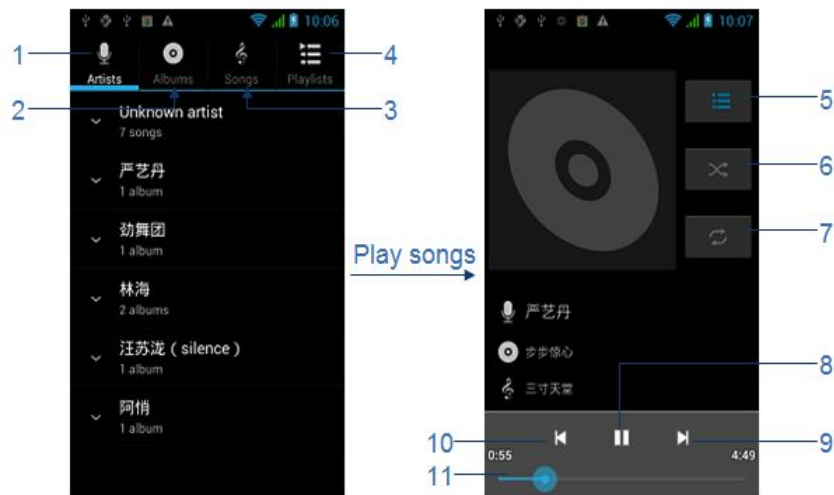 10:06
1
4
Artists
Albums
Songs
Playlists
2
3
Unknown artist
7 songs
严艺丹
1 album
劲舞团
1 album
林海
2 albums
汪苏泷（silence）
1 album
阿悄
1 album
Play songs
10:07
5
6
7
严艺丹
步步惊心
三寸天堂
8
10
9
0:55
4:49
11